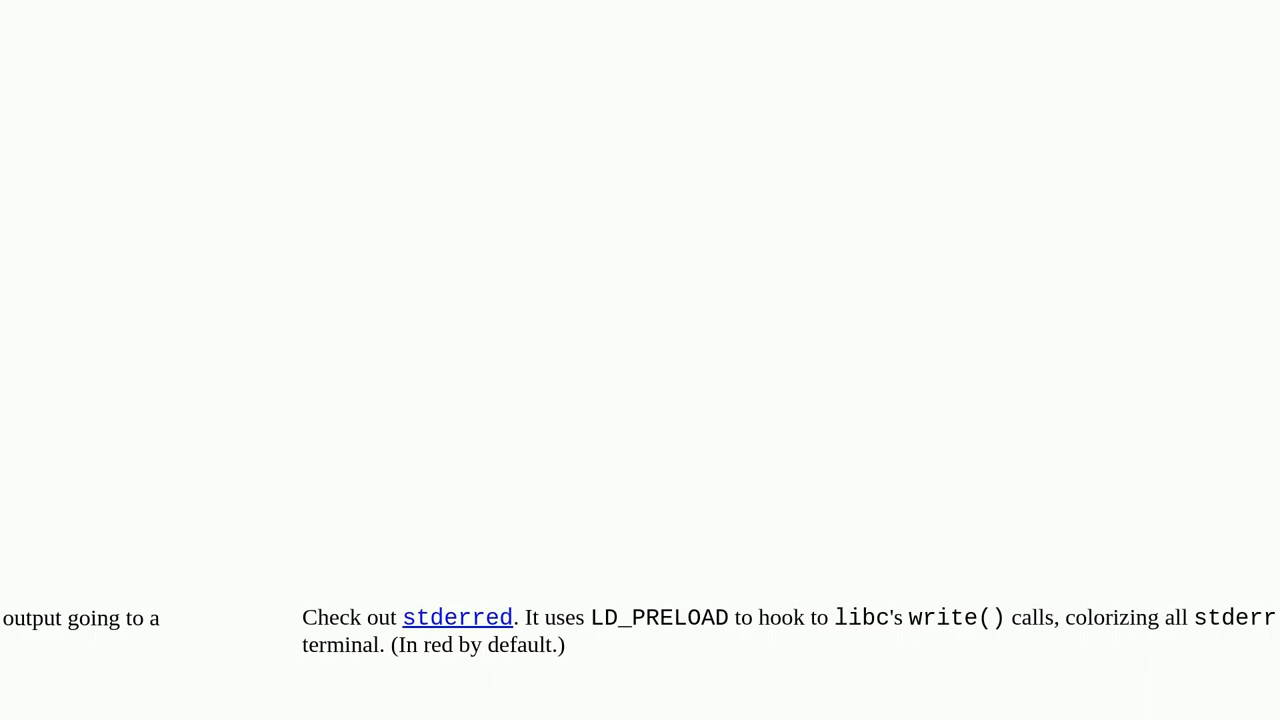 Check out stderred. It uses LD_PRELOAD to hook to libc's write() calls, colorizing all stderr
output going to a
terminal. (In red by default.)